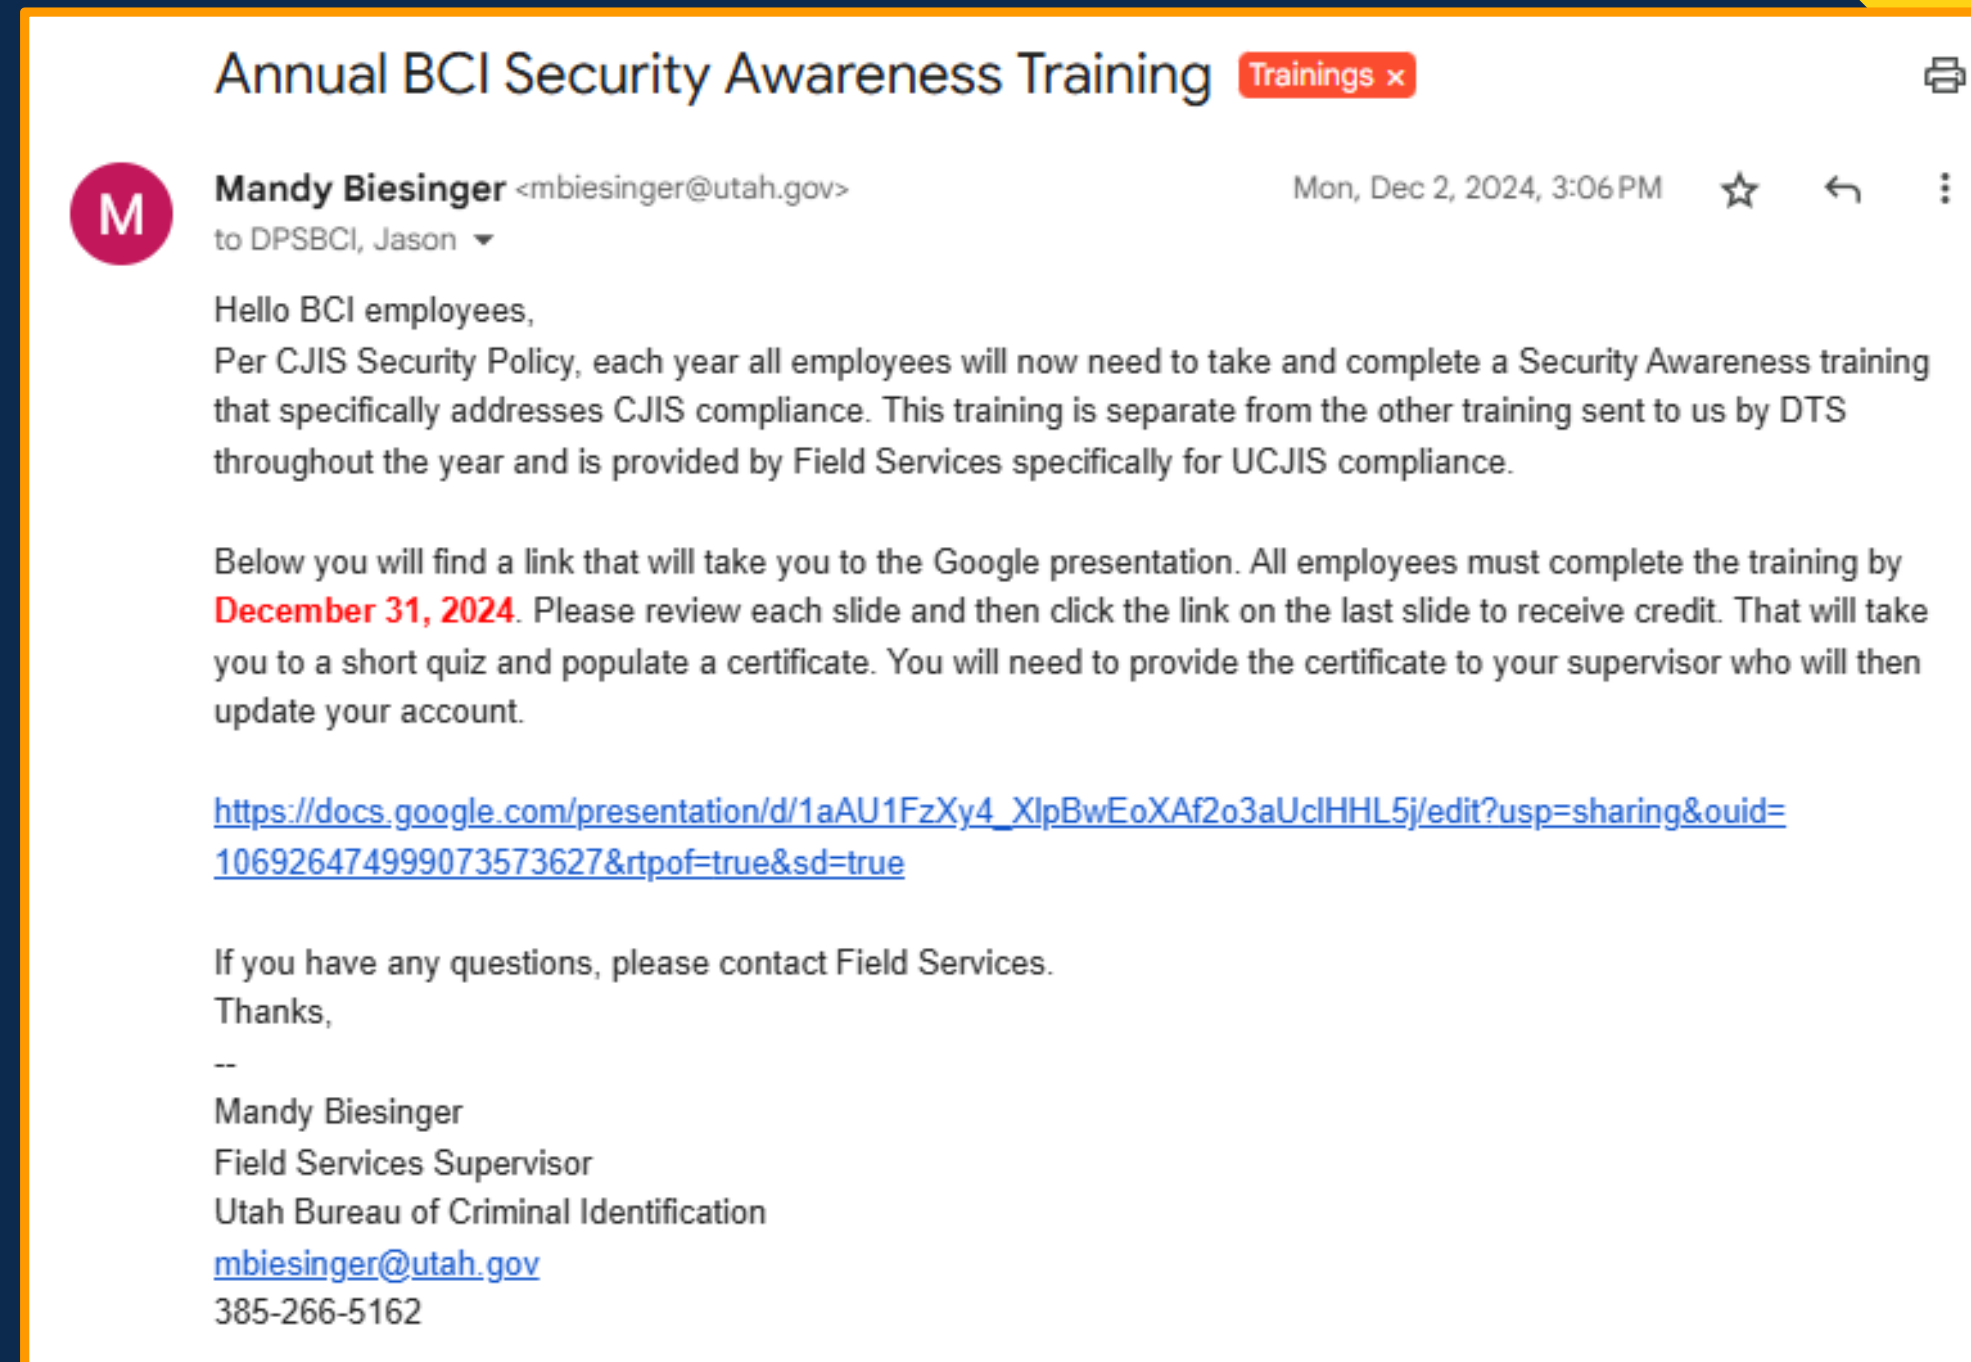 Annual BCI Security Awareness Training Trainings x
M
Mandy Biesinger <mbiesinger@utah.gov> Mon, Dec 2, 2024, 3:06 PM
to DPSBCI, Jason
Hello BCI employees,
Per CJIS Security Policy, each year all employees will now need to take and complete a Security Awareness training
that specifically addresses CJIS compliance. This training is separate from the other training sent to us by DTS
throughout the year and is provided by Field Services specifically for UCJIS compliance.
Below you will find a link that will take you to the Google presentation. All employees must complete the training by
December 31, 2024. Please review each slide and then click the link on the last slide to receive credit. That will take
you to a short quiz and populate a certificate. You will need to provide the certificate to your supervisor who will then
update your account.
https://docs.google.com/presentation/d/1aAU1FzXy4_XlpBwEoXAf2o3aUclHHL5j/edit?usp=sharing&ouid=
106926474999073573627&rtpof=true&sd=true
If you have any questions, please contact Field Services.
Thanks,
--
Mandy Biesinger
Field Services Supervisor
Utah Bureau of Criminal Identification
mbiesinger@utah.gov
385-266-5162